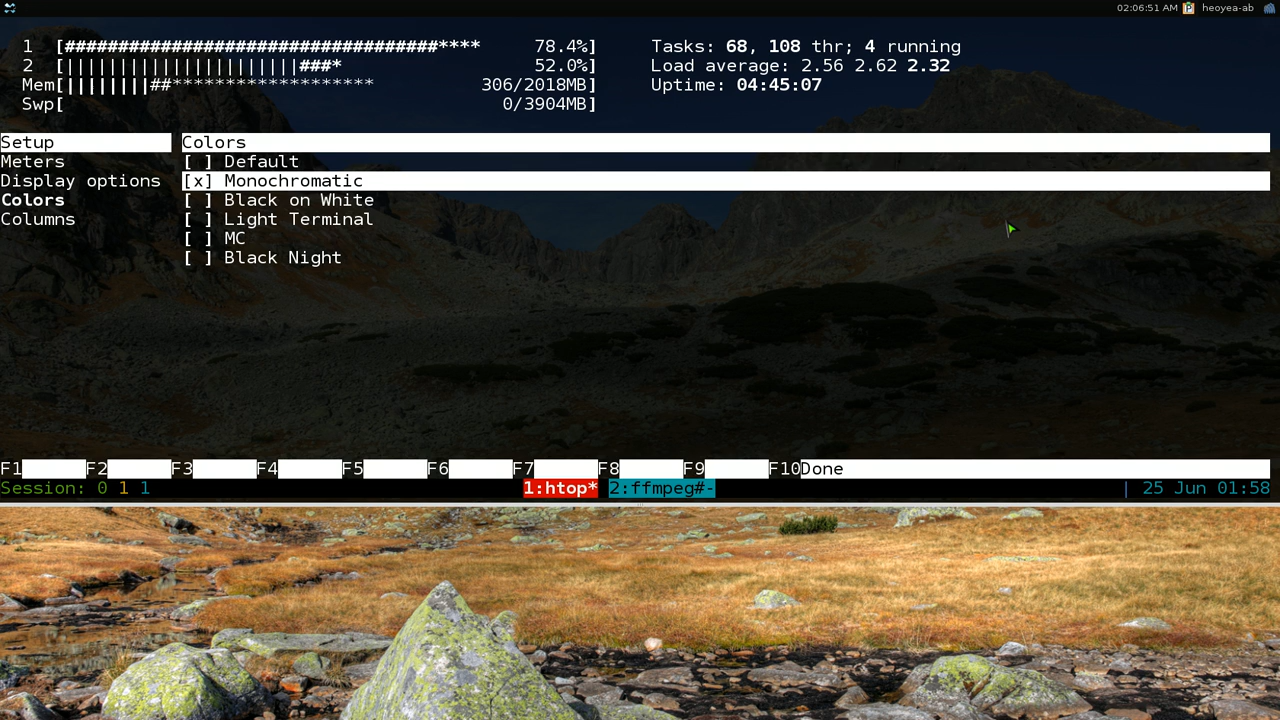 02:06:51 AM heoyea-ab
1 [###################################**** 78.4%] Tasks: 68, 108 thr; 4 running
2 [||||||||||||||||||||||###* 52.0%] Load average: 2.56 2.62 2.32
Mem[||||||||##******************* 306/2018MB] Uptime: 04:45:07
Swp[ 0/3904MB]
Setup Colors
Meters [ ] Default
Display options [x] Monochromatic
Colors [ ] Black on White
Columns [ ] Light Terminal
[ ] MC
[ ] Black Night
F1 F2 F3 F4 F5 F6 F7 F8 F9 F10Done
Session: 0 1 1 1:htop* 2:ffmpeg#- | 25 Jun 01:58